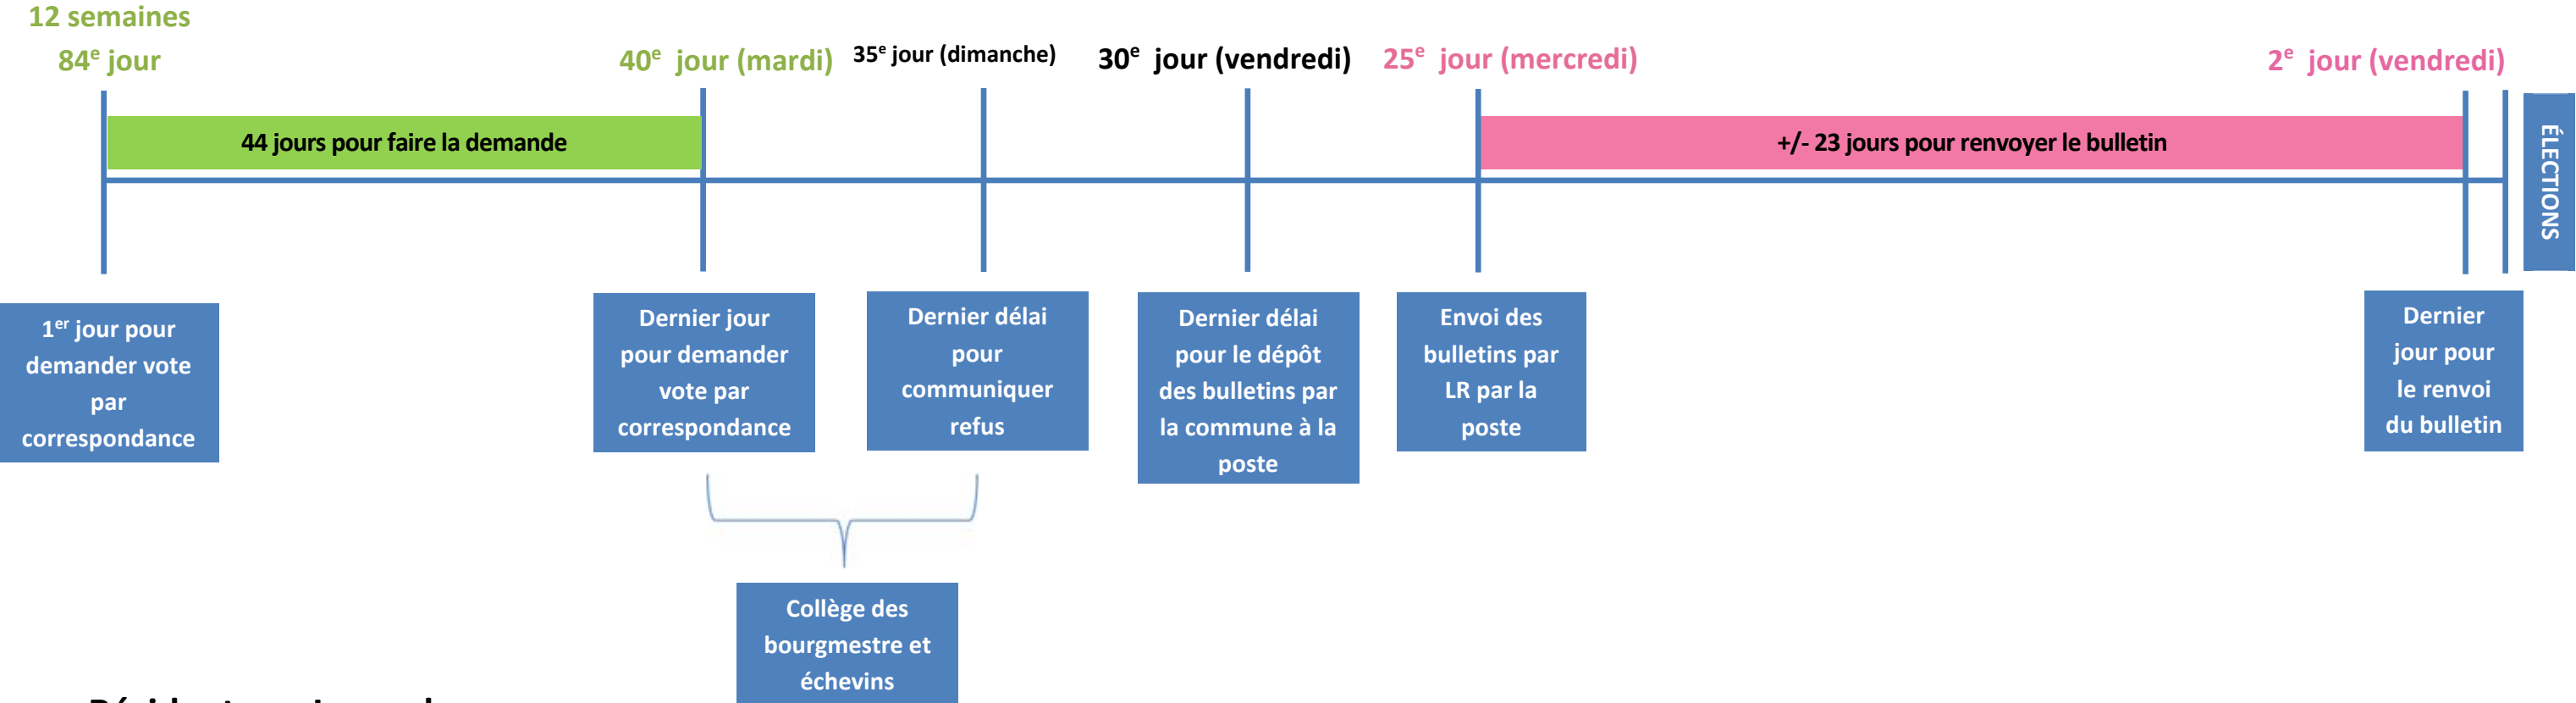 12 semaines
84e jour
40e jour (mardi)
35e jour (dimanche)
30e jour (vendredi)
25e jour (mercredi)
2e jour (vendredi)
44 jours pour faire la demande
+/- 23 jours pour renvoyer le bulletin
ÉLECTIONS
1er jour pour
demander vote
par
correspondance
Dernier jour
pour demander
vote par
correspondance
Dernier délai
pour
communiquer
refus
Dernier délai
pour le dépôt
des bulletins par
la commune à la
poste
Envoi des
bulletins par
LR par la
poste
Dernier
jour pour
le renvoi
du bulletin
Collège des
bourgmestre et
échevins